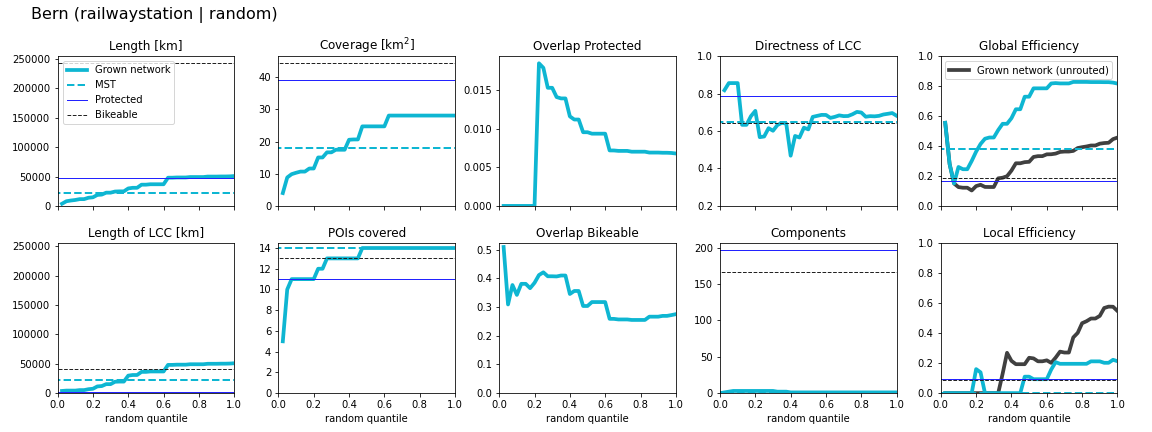 Bern (railwaystation | random)
Length [km]
250000
200000
150000
100000
50000
0
Grown network
MST
Protected
Bikeable
Coverage [km²]
40
30
20
10
0
Overlap Protected
0.015
0.010
0.005
0.000
Directness of LCC
1.0
0.8
0.6
0.4
0.2
Global Efficiency
1.0
0.8
0.6
0.4
0.2
0.0
Grown network (unrouted)
Length of LCC [km]
250000
200000
150000
100000
50000
0
0.0 0.2 0.4 0.6 0.8 1.0
random quantile
POIs covered
14
12
10
8
6
4
2
0
0.0 0.2 0.4 0.6 0.8 1.0
random quantile
Overlap Bikeable
0.5
0.4
0.3
0.2
0.1
0.0
0.0 0.2 0.4 0.6 0.8 1.0
random quantile
Components
200
150
100
50
0
0.0 0.2 0.4 0.6 0.8 1.0
random quantile
Local Efficiency
1.0
0.8
0.6
0.4
0.2
0.0
0.0 0.2 0.4 0.6 0.8 1.0
random quantile